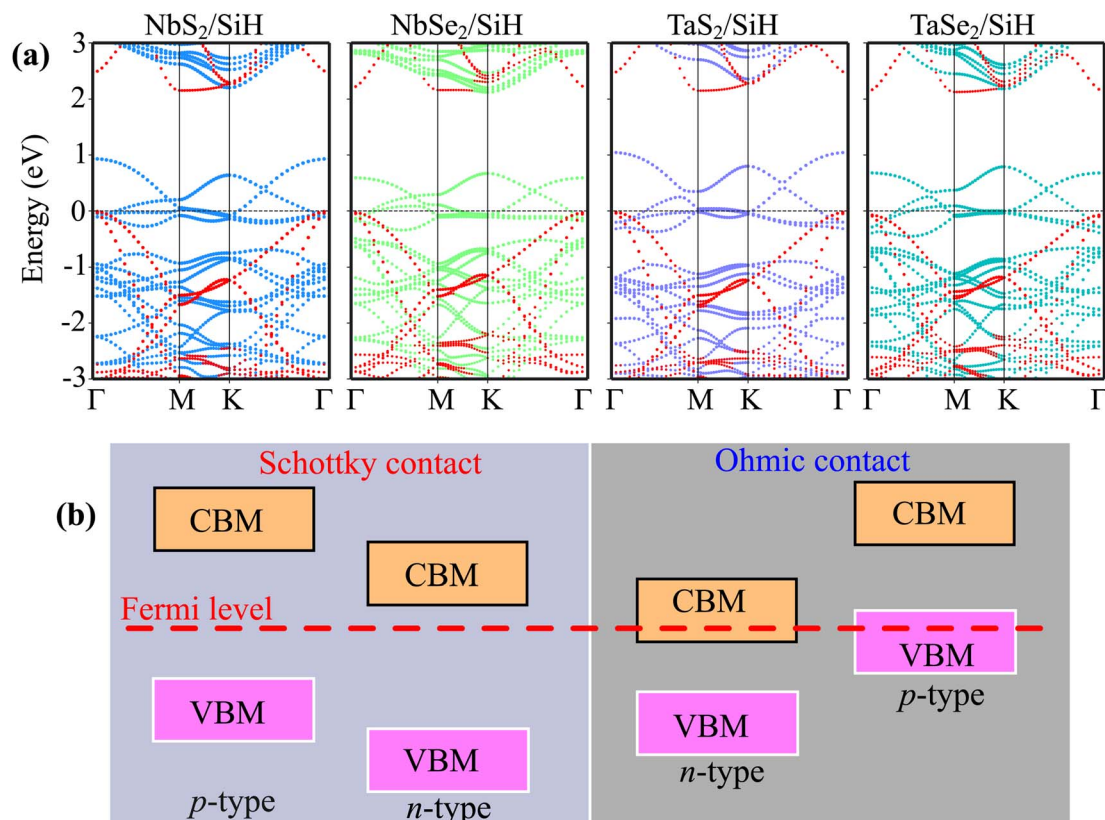 (a)
NbS₂/SiH NbSe₂/SiH TaS₂/SiH TaSe₂/SiH
Energy (eV)
3
2
1
0
-1
-2
-3
Γ M K Γ Γ M K Γ Γ M K Γ Γ M K Γ
(b)
Schottky contact Ohmic contact
CBM
CBM
CBM
CBM
Fermi level
VBM
VBM
VBM
VBM
p-type
n-type
n-type
p-type